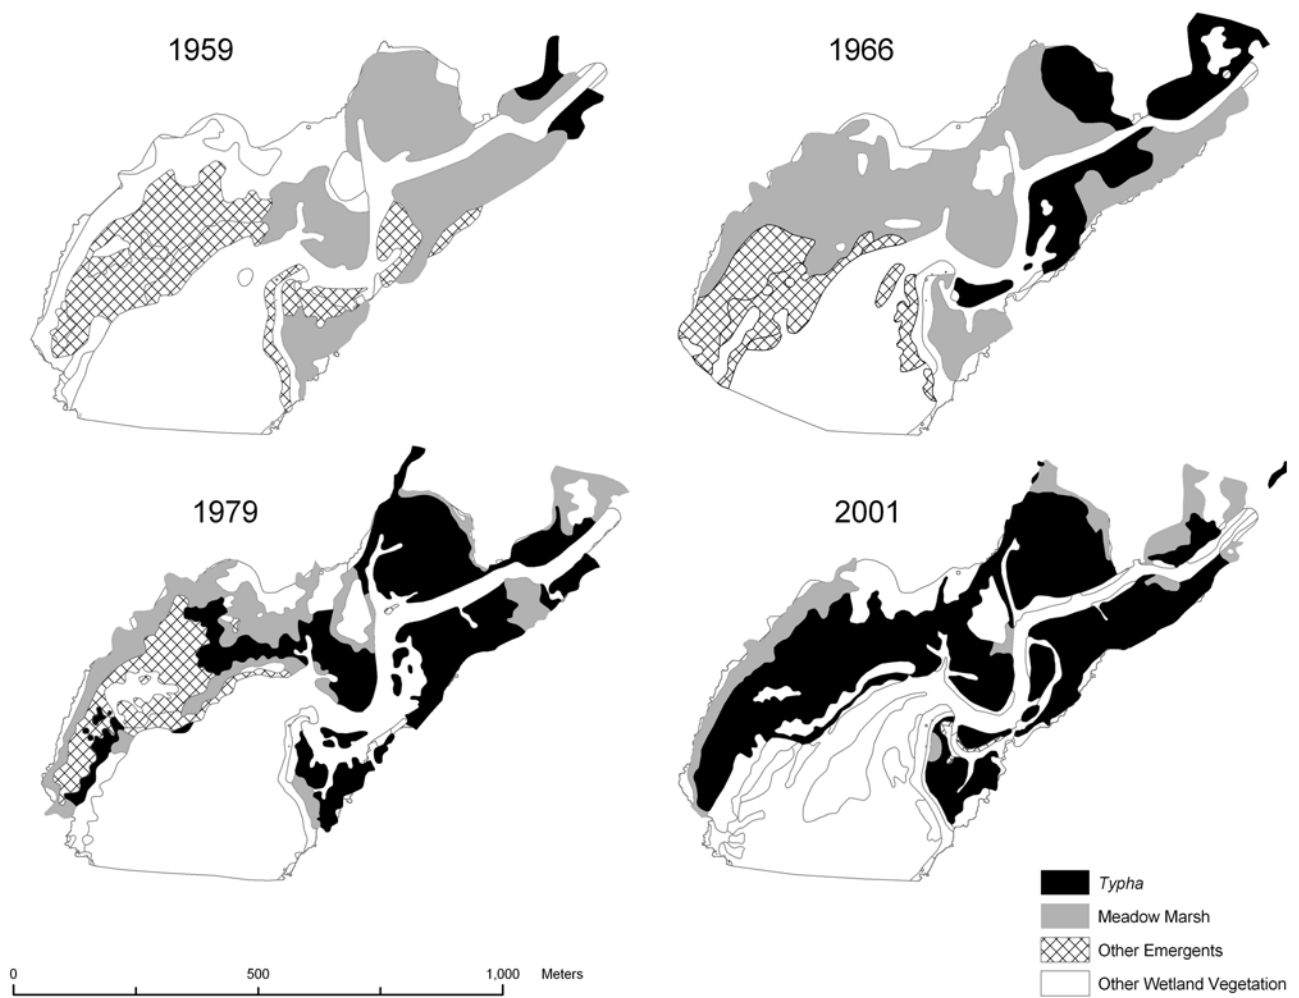 1959
1966
1979
2001
Typha
Meadow Marsh
Other Emergents
Other Wetland Vegetation
0 500 1,000 Meters